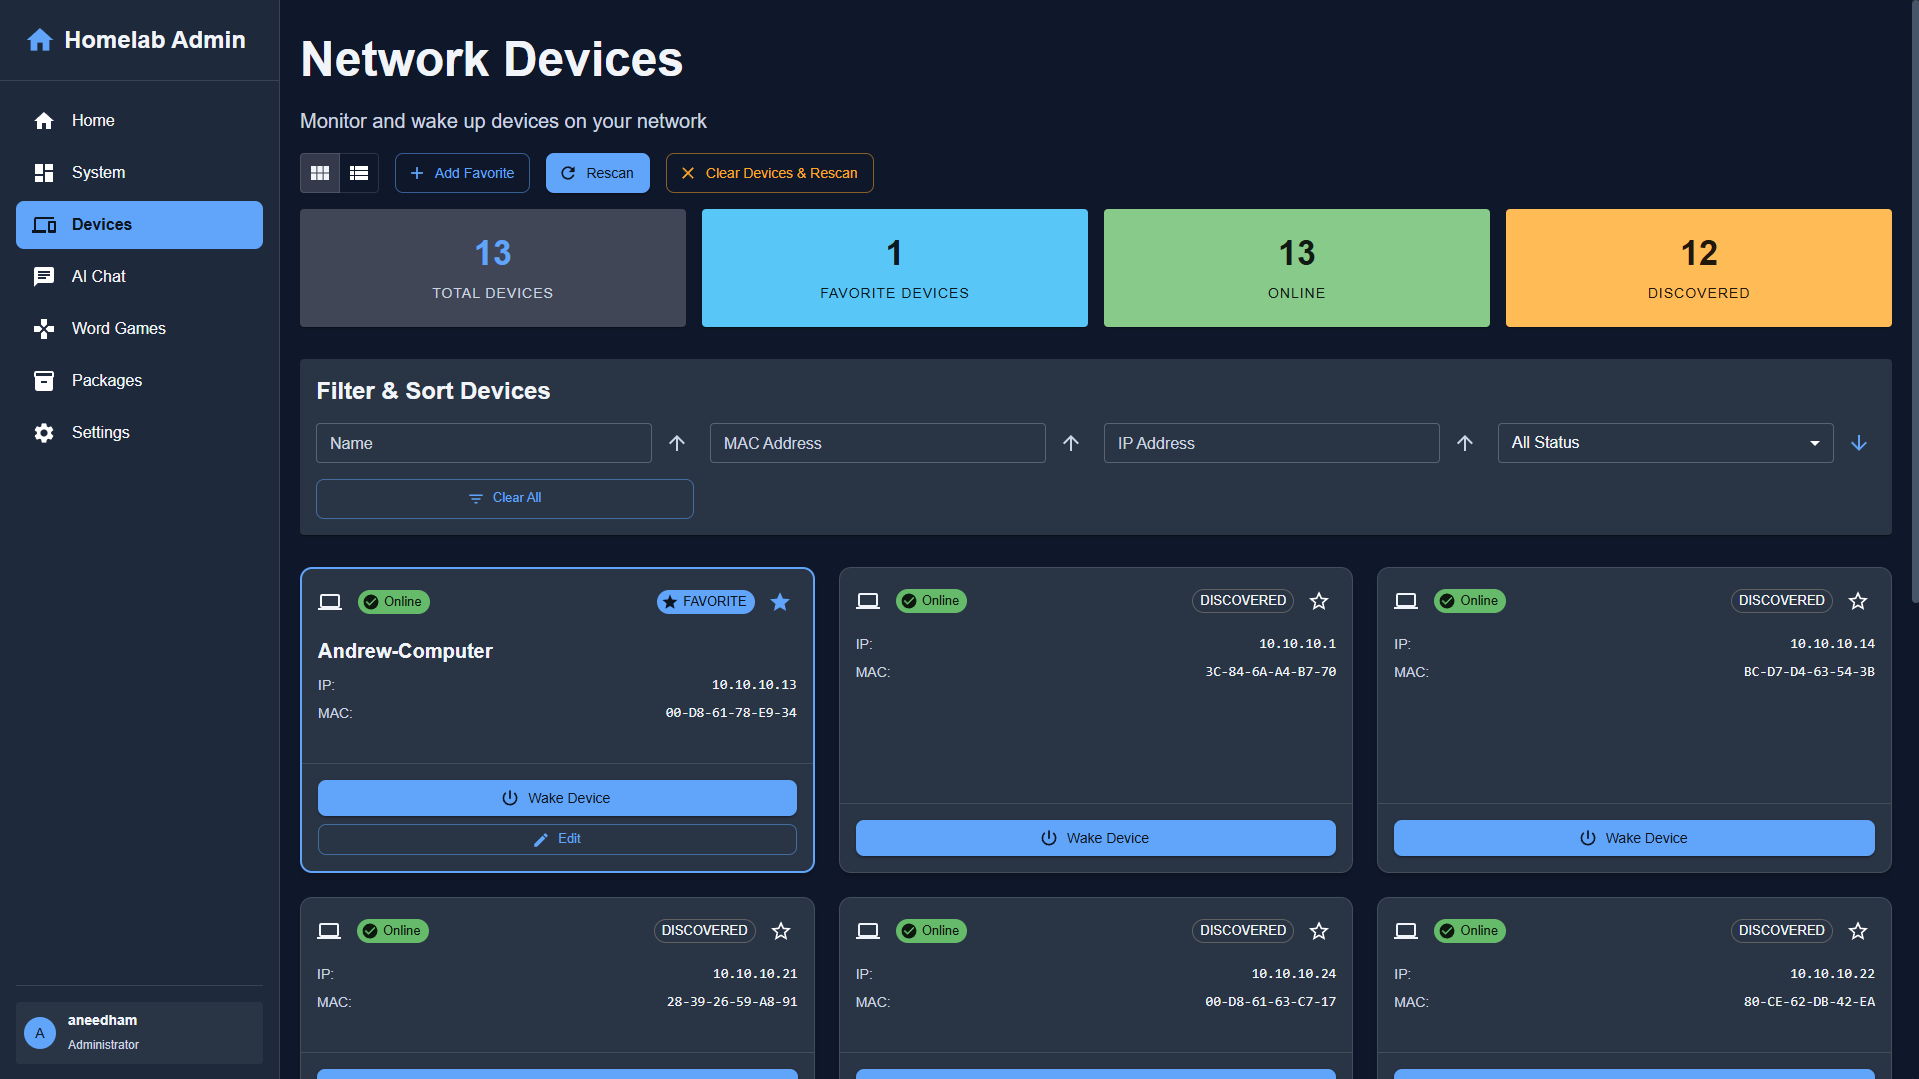 Homelab Admin
Home
System
Devices
AI Chat
Word Games
Packages
Settings
A
aneedham
Administrator
Network Devices
Monitor and wake up devices on your network
Add Favorite
Rescan
Clear Devices & Rescan
13
TOTAL DEVICES
1
FAVORITE DEVICES
13
ONLINE
12
DISCOVERED
Filter & Sort Devices
Name
MAC Address
IP Address
All Status
Clear All
Online
FAVORITE
Andrew-Computer
IP: 10.10.10.13
MAC: 00-D8-61-78-E9-34
Wake Device
Edit
Online
DISCOVERED
IP: 10.10.10.1
MAC: 3C-84-6A-A4-B7-70
Wake Device
Online
DISCOVERED
IP: 10.10.10.14
MAC: BC-D7-D4-63-54-3B
Wake Device
Online
DISCOVERED
IP: 10.10.10.21
MAC: 28-39-26-59-A8-91
Online
DISCOVERED
IP: 10.10.10.24
MAC: 00-D8-61-63-C7-17
Online
DISCOVERED
IP: 10.10.10.22
MAC: 80-CE-62-DB-42-EA